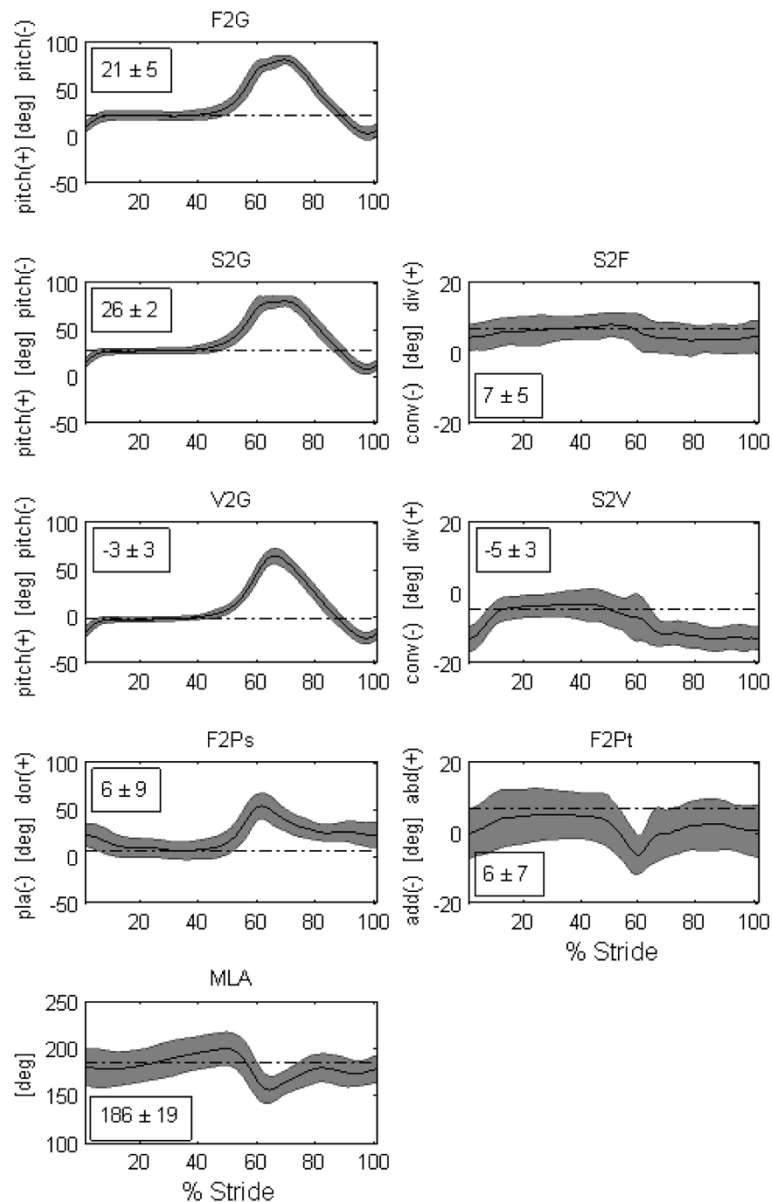 F2G
pitch(+) [deg] pitch(-)
100
50
0
-50
21 ± 5
20 40 60 80 100
S2G
pitch(+) [deg] pitch(-)
100
50
0
-50
26 ± 2
20 40 60 80 100
S2F
conv(-) [deg] div(+)
20
0
-20
7 ± 5
20 40 60 80 100
V2G
pitch(+) [deg] pitch(-)
100
50
0
-50
-3 ± 3
20 40 60 80 100
S2V
conv(-) [deg] div(+)
20
0
-20
-5 ± 3
20 40 60 80 100
F2Ps
pla(-) [deg] dor(+)
100
50
0
-50
6 ± 9
20 40 60 80 100
F2Pt
add(-) [deg] abd(+)
20
0
-20
6 ± 7
20 40 60 80 100
% Stride
MLA
[deg]
250
200
150
100
186 ± 19
20 40 60 80 100
% Stride